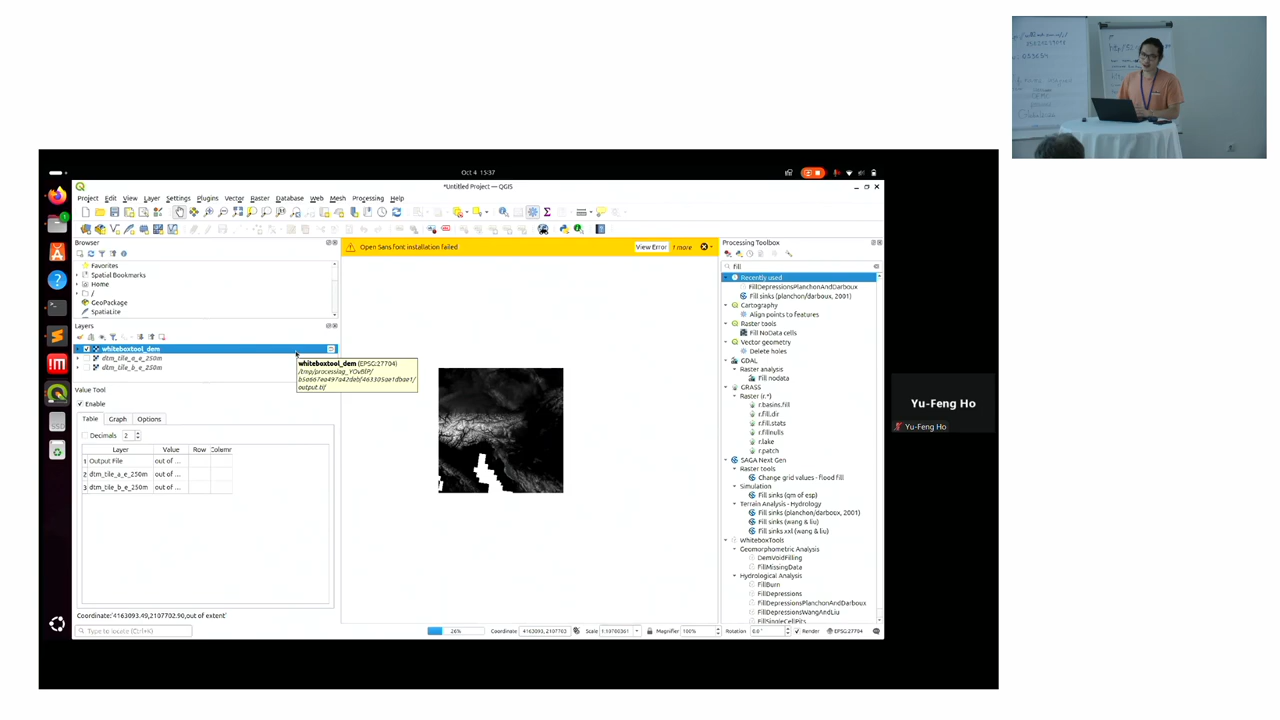 Oct 4 15:37
*Untitled Project — QGIS
Project Edit View Layer Settings Plugins Vector Raster Database Web Mesh Processing Help
Browser
Favorites
Spatial Bookmarks
Home
/
GeoPackage
SpatiaLite
Layers
whiteboxtool_dem
dtm_tile_a_e_250m
dtm_tile_b_e_250m
whiteboxtool_dem (EPSG:27704)
output.tif
Value Tool
Enable
Table Graph Options
Decimals 2
Layer Value Row Column
1 Output File out of ...
2 dtm_tile_a_e_250m out of ...
3 dtm_tile_b_e_250m out of ...
Coordinate:'4163093.49,2107702.90,out of extent'
Type to locate (Ctrl+K)
Open Sans font installation failed
View Error
1 more
Processing Toolbox
fill
Recently used
FillDepressionsPlanchonAndDarboux
Fill sinks (planchon/darboux, 2001)
Cartography
Align points to features
Raster tools
Fill NoData cells
Vector geometry
Delete holes
GDAL
Raster analysis
Fill nodata
GRASS
Raster (r.*)
r.basins.fill
r.fill.dir
r.fill.stats
r.fillnulls
r.lake
r.patch
SAGA Next Gen
Raster tools
Change grid values - flood fill
Simulation
Fill sinks (qm of esp)
Terrain Analysis - Hydrology
Fill sinks (planchon/darboux, 2001)
Fill sinks (wang & liu)
Fill sinks xxl (wang & liu)
WhiteboxTools
Geomorphometric Analysis
DemVoidFilling
FillMissingData
Hydrological Analysis
FillBurn
FillDepressions
FillDepressionsPlanchonAndDarboux
FillDepressionsWangAndLiu
FillSingleCellPits
26%
Coordinate 4163093, 2107703
Scale
Magnifier 100%
Rotation 0.0°
Render
EPSG:27704
Yu-Feng Ho
Yu-Feng Ho